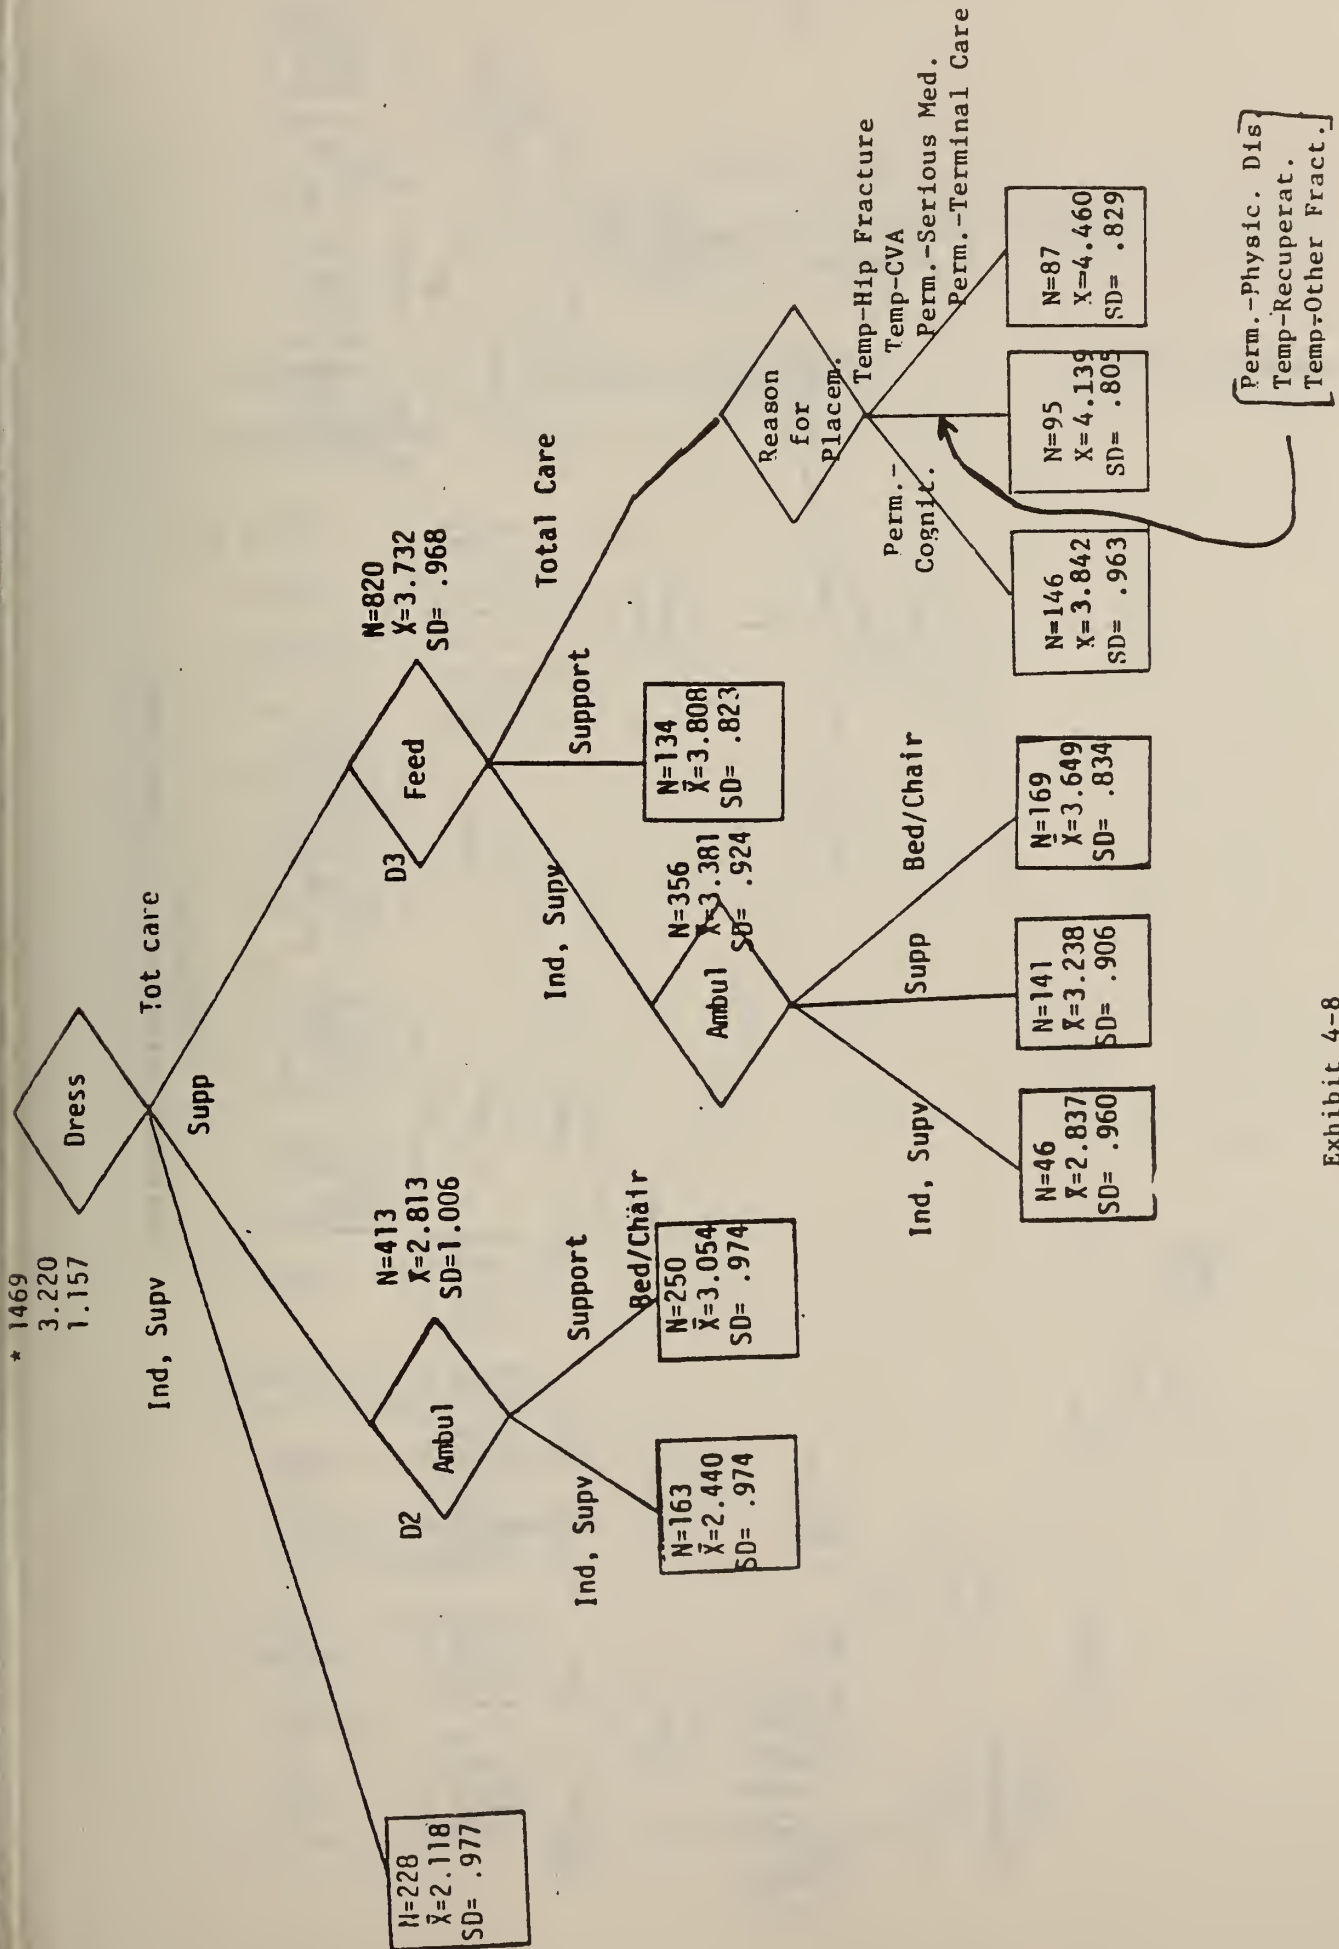 * 1469
3.220
1.157
Dress
Ind, Supv
Supp
Tot care
N=228
X̄=2.118
SD= .977
D2
Ambul
N=413
X̄=2.813
SD=1.006
Ind, Supv
Support
Bed/Chair
N=163
X̄=2.440
SD= .974
N=250
X̄=3.054
SD= .974
D3
Feed
N=820
X̄=3.732
SD= .968
Ind, Supv
Support
Total Care
N=356
X̄=3.381
SD= .924
Ambul
N=134
X̄=3.808
SD= .823
Ind, Supv
Supp
Bed/Chair
N=46
X̄=2.837
SD= .960
N=141
X̄=3.238
SD= .906
N=169
X̄=3.649
SD= .834
Reason
for
Placem.
Perm.-
Cognit.
Temp-Hip Fracture
Temp-CVA
Perm.-Serious Med.
Perm.-Terminal Care
N=146
X=3.842
SD= .963
N=95
X=4.139
SD= .805
N=87
X=4.460
SD= .829
Perm.-Physic. Dis.
Temp-Recuperat.
Temp-Other Fract.
Exhibit 4-8